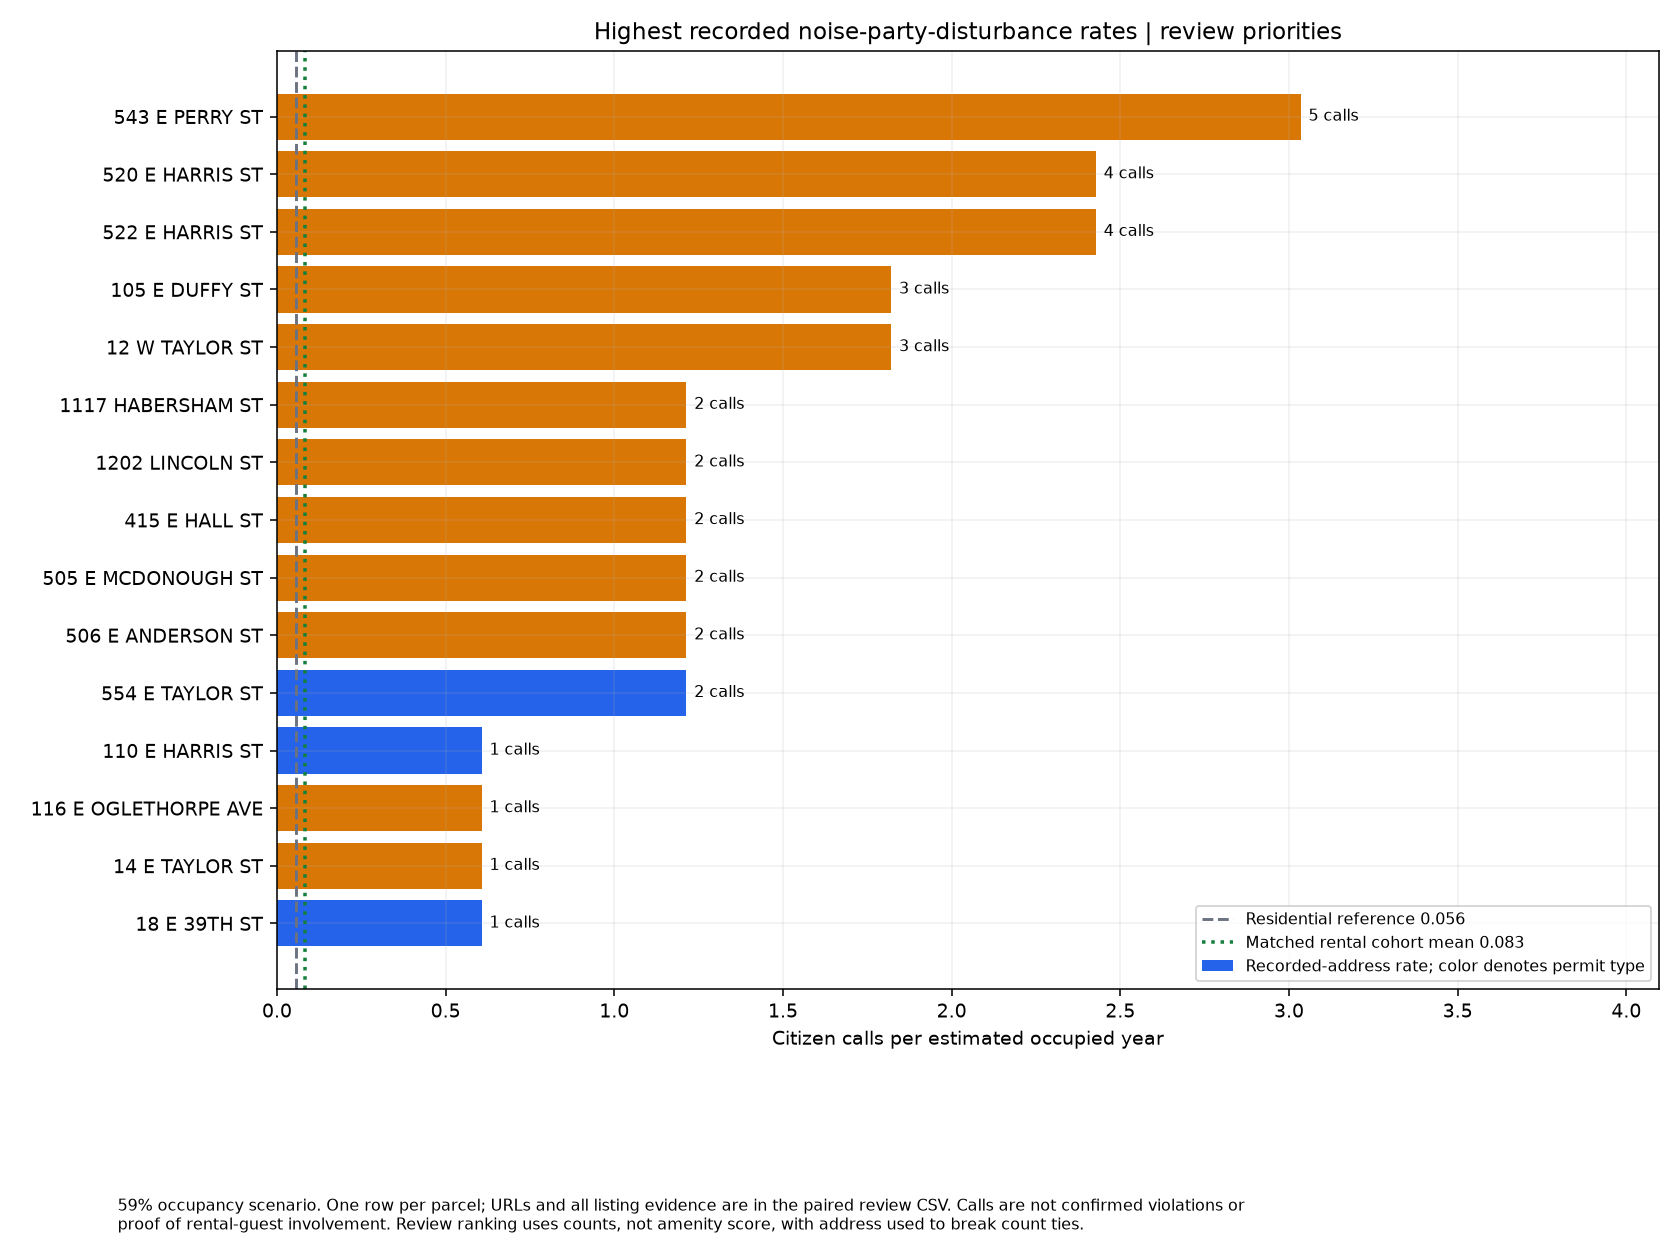 Highest recorded noise-party-disturbance rates | review priorities
543 E PERRY ST
5 calls
520 E HARRIS ST
4 calls
522 E HARRIS ST
4 calls
105 E DUFFY ST
3 calls
12 W TAYLOR ST
3 calls
1117 HABERSHAM ST
2 calls
1202 LINCOLN ST
2 calls
415 E HALL ST
2 calls
505 E MCDONOUGH ST
2 calls
506 E ANDERSON ST
2 calls
554 E TAYLOR ST
2 calls
110 E HARRIS ST
1 calls
116 E OGLETHORPE AVE
1 calls
14 E TAYLOR ST
1 calls
18 E 39TH ST
1 calls
Residential reference 0.056
Matched rental cohort mean 0.083
Recorded-address rate; color denotes permit type
0.0 0.5 1.0 1.5 2.0 2.5 3.0 3.5 4.0
Citizen calls per estimated occupied year
59% occupancy scenario. One row per parcel; URLs and all listing evidence are in the paired review CSV. Calls are not confirmed violations or
proof of rental-guest involvement. Review ranking uses counts, not amenity score, with address used to break count ties.